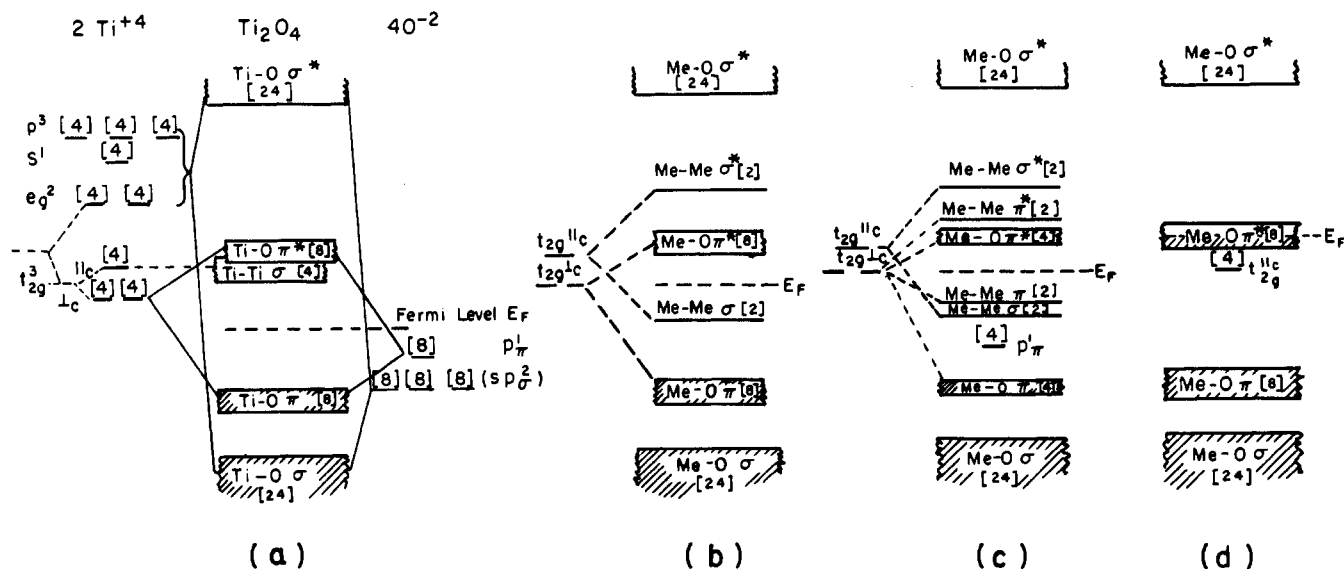 2 Ti+4 Ti2O4 4O-2
Ti-O σ*
[24]
p3 [4] [4] [4]
S1 [4]
eg2 [4] [4]
[4]
t2g3 ||c
⊥c [4] [4]
Ti-O π* [8]
Ti-Ti σ [4]
Fermi Level EF
[8] p'π
[8] [8] [8] (sp2σ)
Ti-O π [8]
Ti-O σ
[24]
(a)
Me-O σ*
[24]
Me-Me σ* [2]
t2g||c
Me-O π* [8]
t2g⊥c
EF
Me-Me σ [2]
Me-O π [8]
Me-O σ
[24]
(b)
Me-O σ*
[24]
Me-Me σ* [2]
Me-Me π* [2]
t2g||c
Me-O π* [4]
t2g⊥c
EF
Me-Me π [2]
Me-Me σ [2]
[4] p'π
Me-O π [4]
Me-O σ
[24]
(c)
Me-O σ*
[24]
Me-O π* [8]
EF
[4] t2g||c
Me-O π [8]
Me-O σ
[24]
(d)